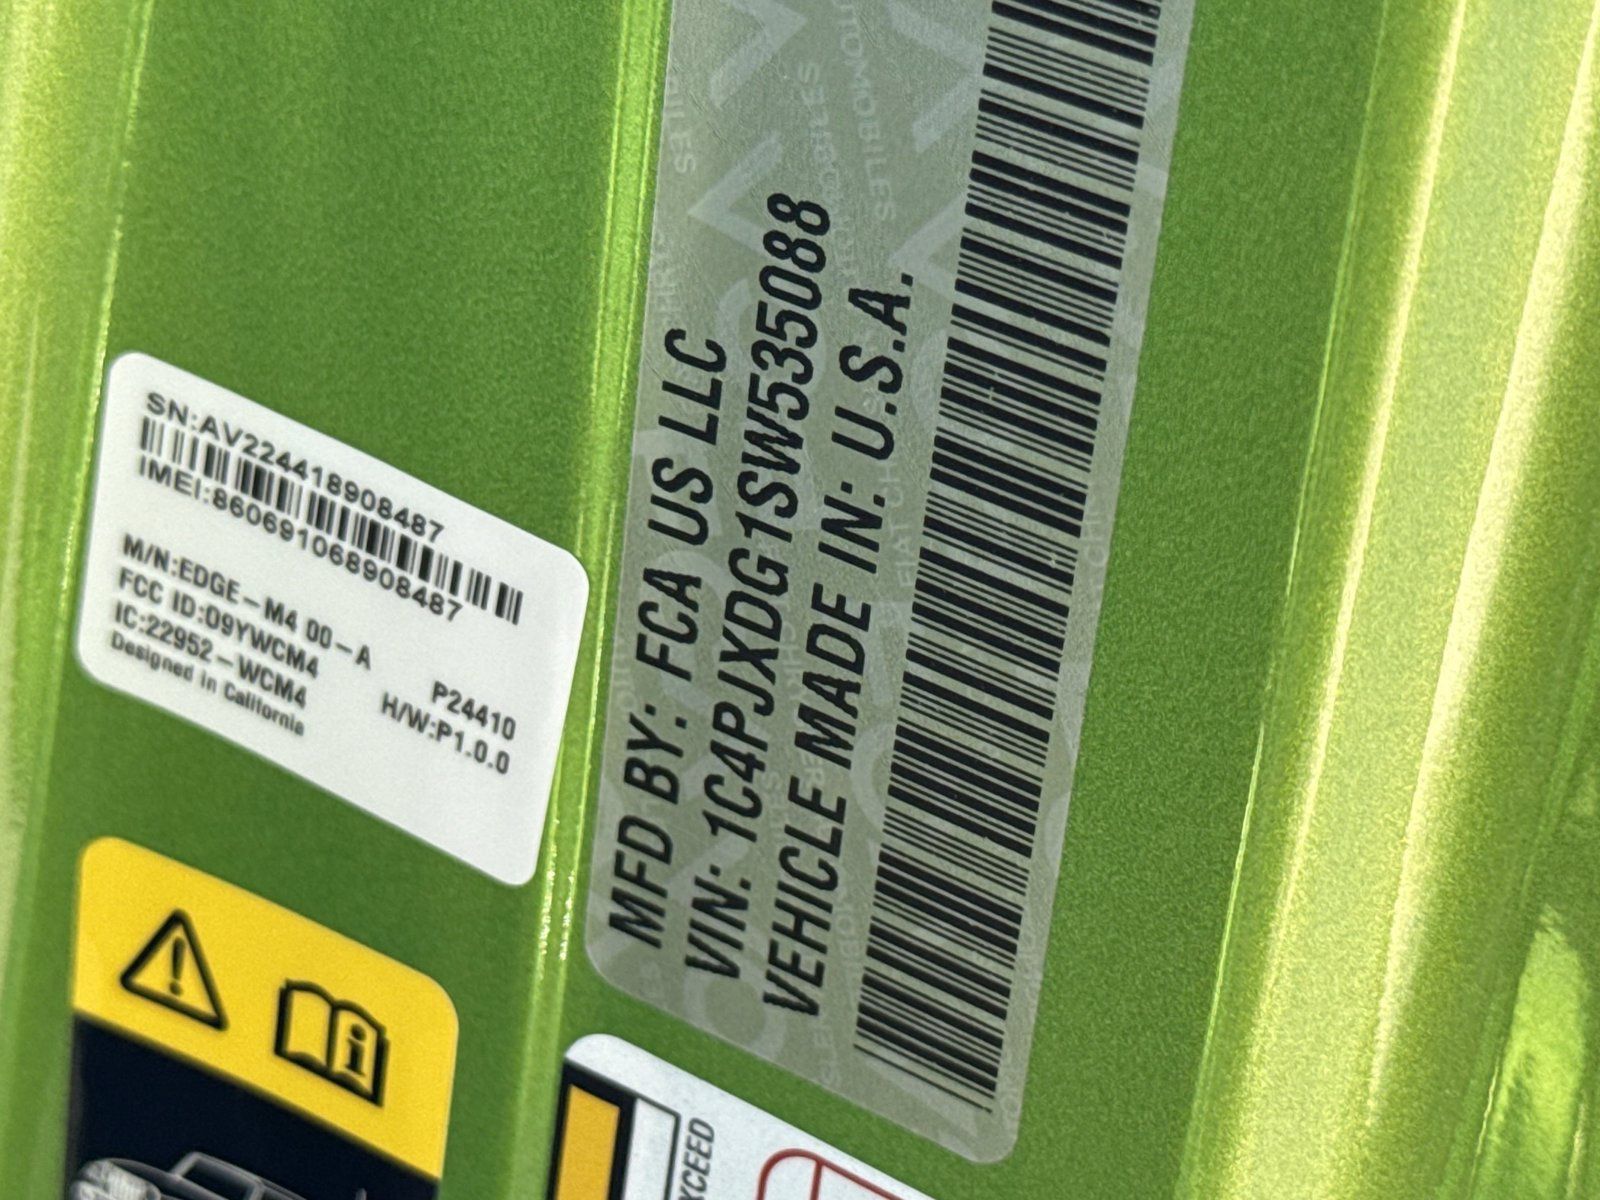 SN:AV224418908487
IMEI:860691068908487
M/N:EDGE-M4 00-A
FCC ID:O9YWCM4
IC:22952-WCM4
Designed in California
P24410
H/W:P1.0.0
MFD BY: FCA US LLC
VIN: 1C4PJXDG1SW535088
VEHICLE MADE IN: U.S.A.
XCEED